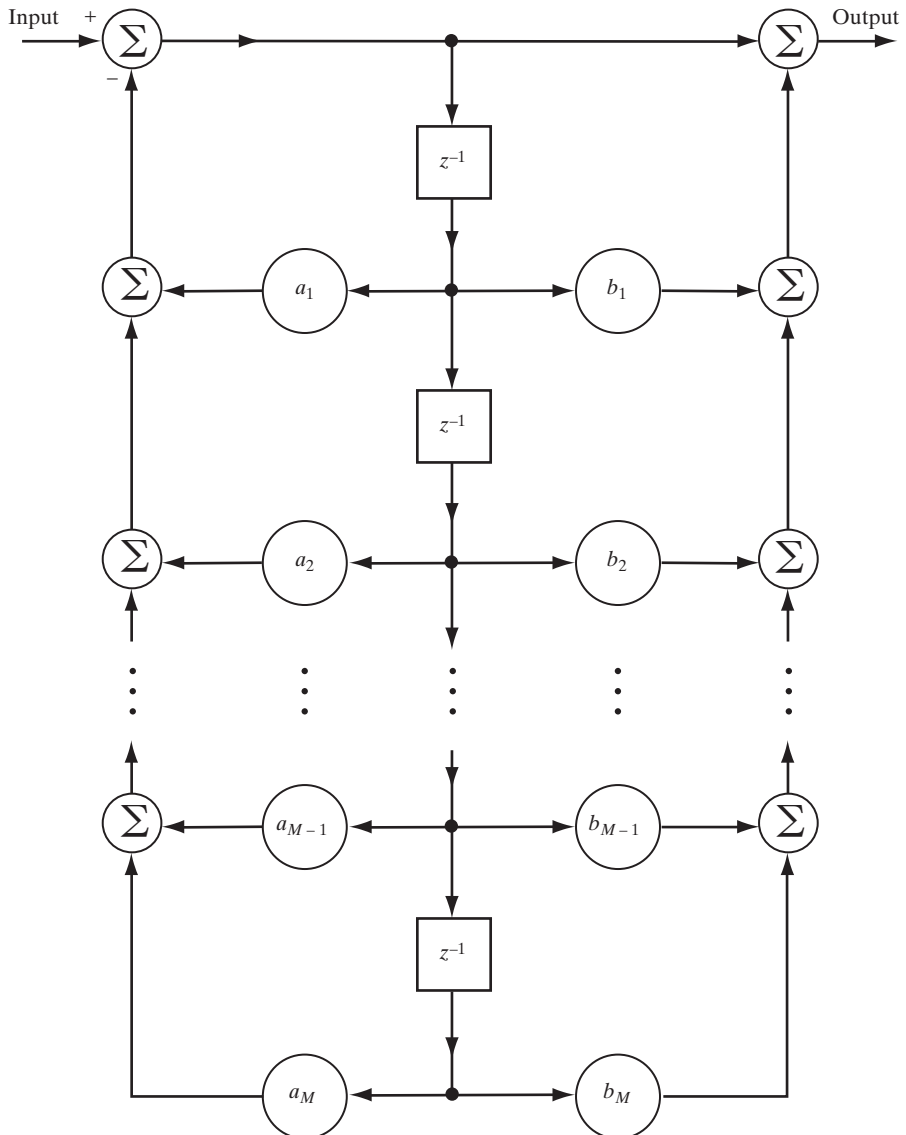 Input + Output
Σ Σ
−
z⁻¹
Σ a₁ b₁ Σ
z⁻¹
Σ a₂ b₂ Σ
Σ a_{M−1} b_{M−1} Σ
z⁻¹
a_M b_M